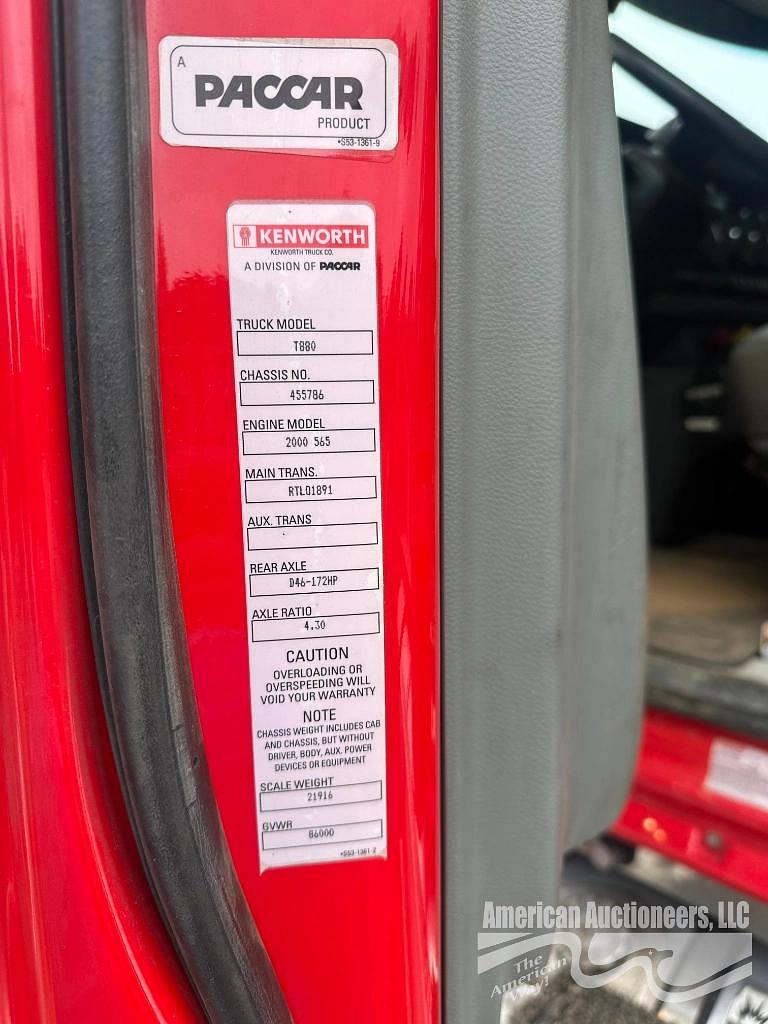 A
PACCAR
PRODUCT
•S53-1361-9
KENWORTH
KENWORTH TRUCK CO.
A DIVISION OF PACCAR
TRUCK MODEL
T880
CHASSIS NO.
455786
ENGINE MODEL
2000 565
MAIN TRANS.
RTLO1891
AUX. TRANS
REAR AXLE
D46-172HP
AXLE RATIO
4.30
CAUTION
OVERLOADING OR
OVERSPEEDING WILL
VOID YOUR WARRANTY
NOTE
CHASSIS WEIGHT INCLUDES CAB
AND CHASSIS, BUT WITHOUT
DRIVER, BODY, AUX. POWER
DEVICES OR EQUIPMENT
SCALE WEIGHT
21916
GVWR
86000
•S53-1361-2
American Auctioneers, LLC
The
American
Way!